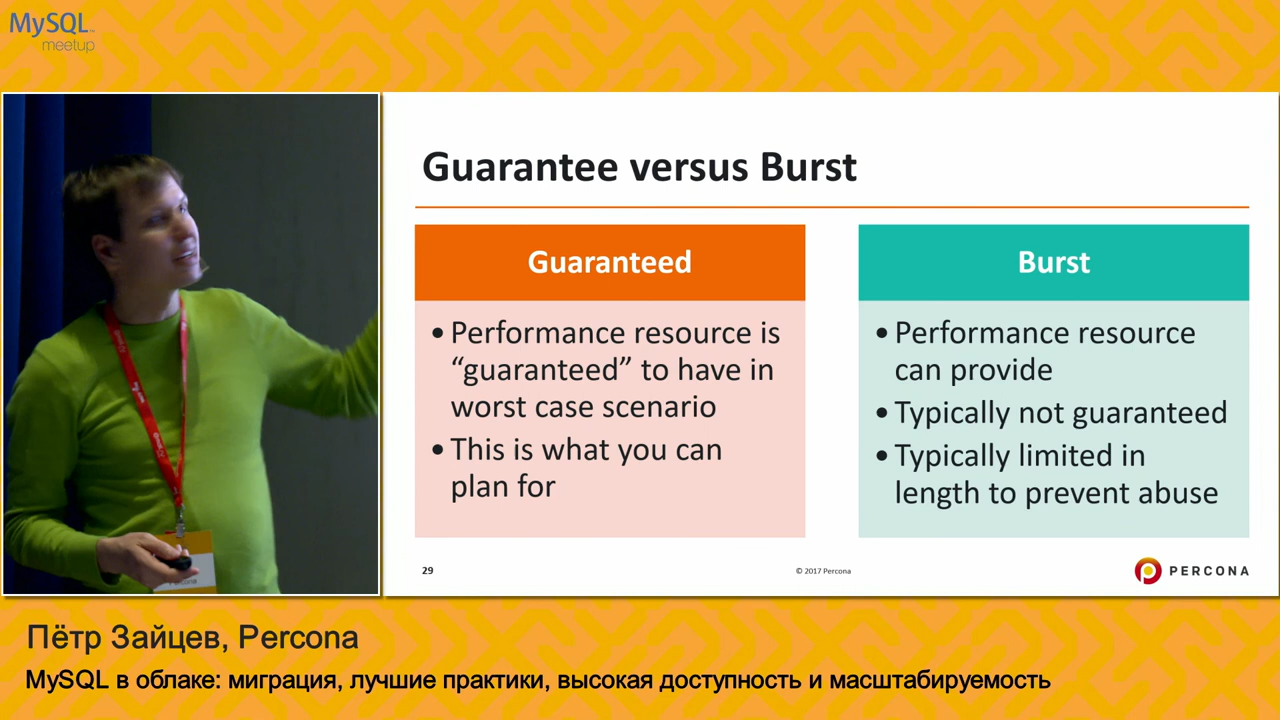 MySQL
meetup
Guarantee versus Burst
Guaranteed
• Performance resource is
“guaranteed” to have in
worst case scenario
• This is what you can
plan for
Burst
• Performance resource
can provide
• Typically not guaranteed
• Typically limited in
length to prevent abuse
29
© 2017 Percona
PERCONA
Пётр Зайцев, Percona
MySQL в облаке: миграция, лучшие практики, высокая доступность и масштабируемость